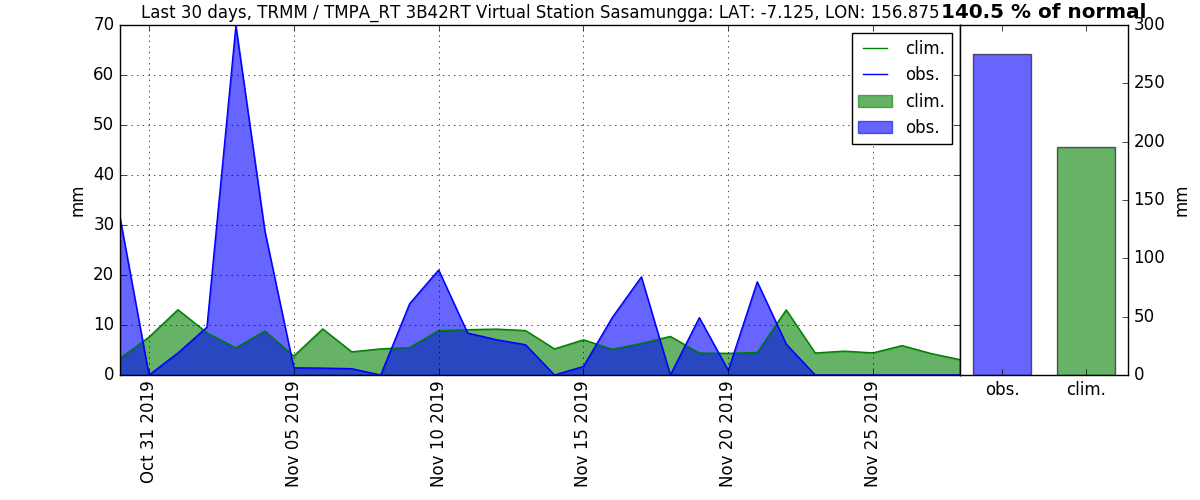 Last 30 days, TRMM / TMPA_RT 3B42RT Virtual Station Sasamungga: LAT: -7.125, LON: 156.875
140.5 % of normal
70
60
50
40
30
20
10
0
mm
clim.
obs.
clim.
obs.
Oct 31 2019
Nov 05 2019
Nov 10 2019
Nov 15 2019
Nov 20 2019
Nov 25 2019
300
250
200
150
100
50
0
mm
obs.
clim.